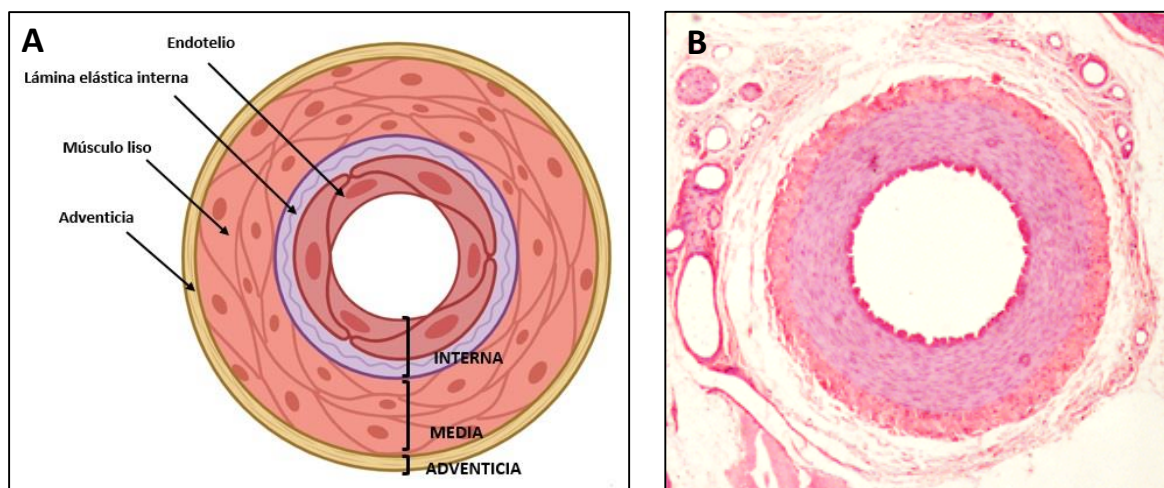 A
Endotelio
Lámina elástica interna
Músculo liso
Adventicia
INTERNA
MEDIA
ADVENTICIA
B